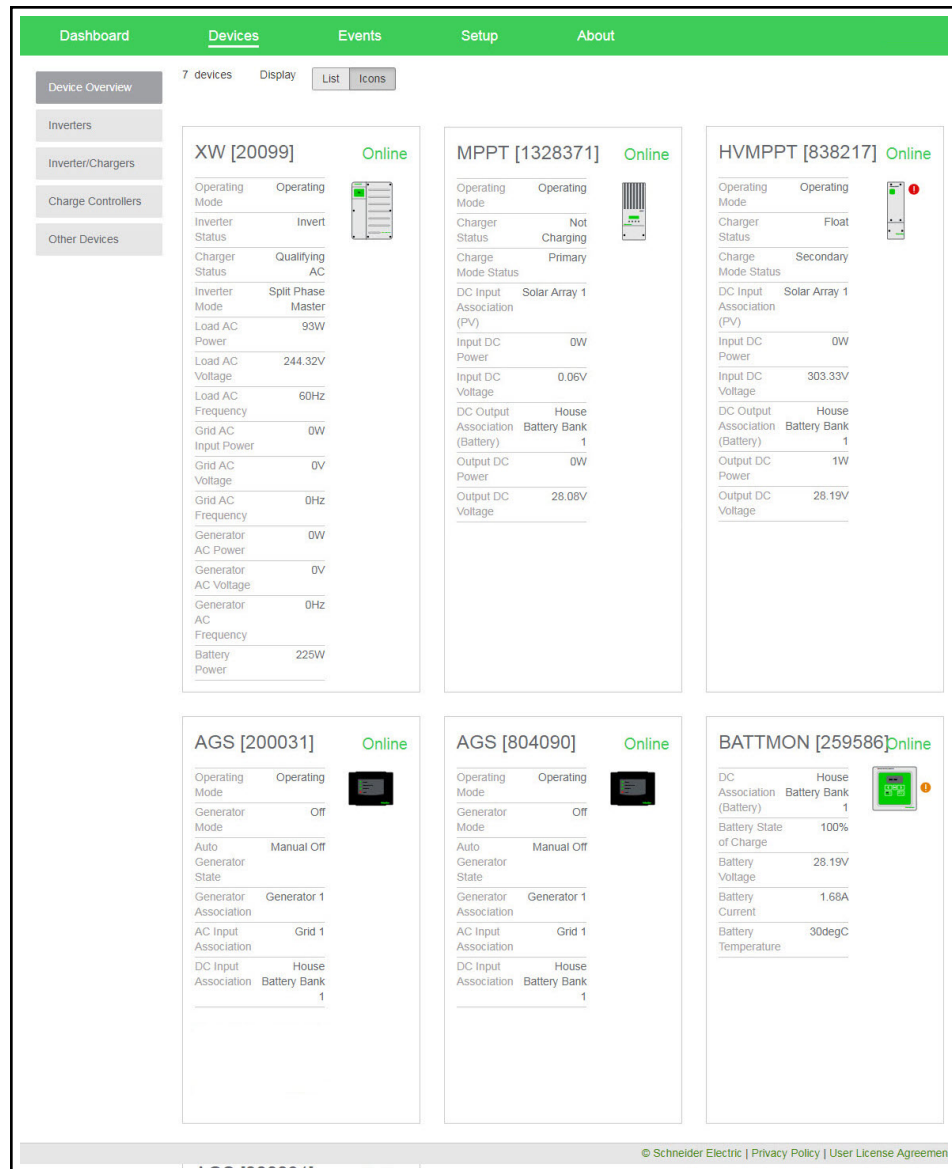 Dashboard Devices Events Setup About
Device Overview
Inverters
Inverter/Chargers
Charge Controllers
Other Devices
7 devices Display List Icons
XW [20099] Online
Operating Operating
Mode
Inverter Invert
Status
Charger Qualifying
Status AC
Inverter Split Phase
Mode Master
Load AC 93W
Power
Load AC 244.32V
Voltage
Load AC 60Hz
Frequency
Grid AC 0W
Input Power
Grid AC 0V
Voltage
Grid AC 0Hz
Frequency
Generator 0W
AC Power
Generator 0V
AC Voltage
Generator 0Hz
AC
Frequency
Battery 225W
Power
MPPT [1328371] Online
Operating Operating
Mode
Charger Not
Status Charging
Charge Primary
Mode Status
DC Input Solar Array 1
Association
(PV)
Input DC 0W
Power
Input DC 0.06V
Voltage
DC Output House
Association Battery Bank
(Battery) 1
Output DC 0W
Power
Output DC 28.08V
Voltage
HVMPPT [838217] Online
Operating Operating
Mode
Charger Float
Status
Charge Secondary
Mode Status
DC Input Solar Array 1
Association
(PV)
Input DC 0W
Power
Input DC 303.33V
Voltage
DC Output House
Association Battery Bank
(Battery) 1
Output DC 1W
Power
Output DC 28.19V
Voltage
AGS [200031] Online
Operating Operating
Mode
Generator Off
Mode
Auto Manual Off
Generator
State
Generator Generator 1
Association
AC Input Grid 1
Association
DC Input House
Association Battery Bank
1
AGS [804090] Online
Operating Operating
Mode
Generator Off
Mode
Auto Manual Off
Generator
State
Generator Generator 1
Association
AC Input Grid 1
Association
DC Input House
Association Battery Bank
1
BATTMON [259586] Online
DC House
Association Battery Bank
(Battery) 1
Battery State 100%
of Charge
Battery 28.19V
Voltage
Battery 1.68A
Current
Battery 30degC
Temperature
© Schneider Electric | Privacy Policy | User License Agreemen